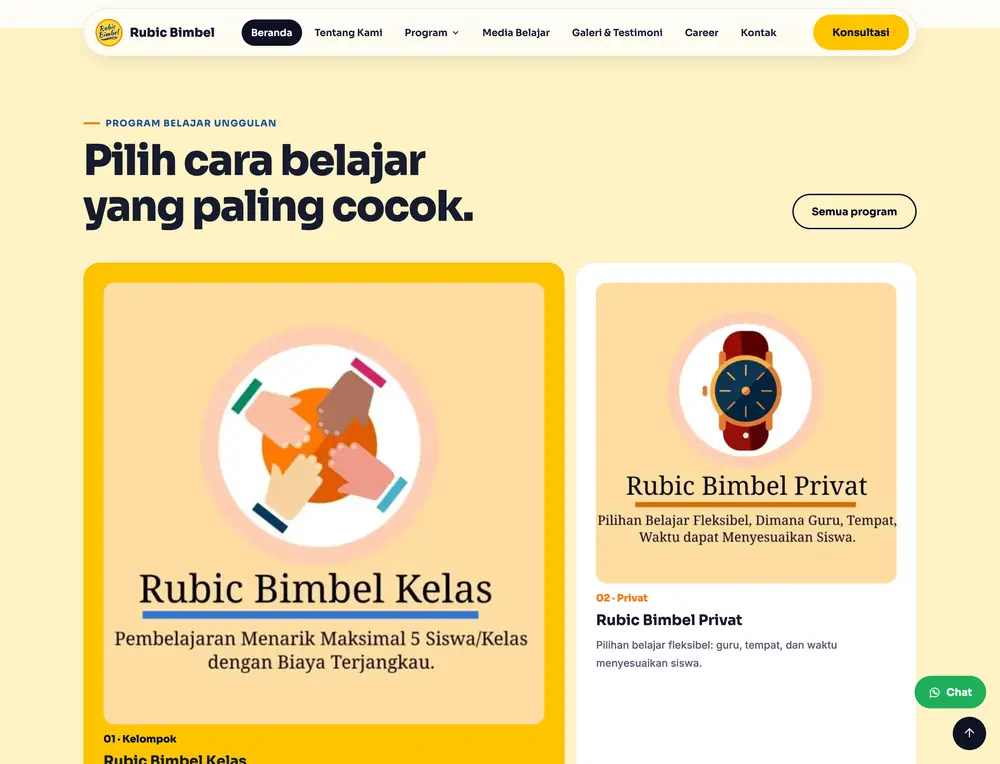 Rubic Bimbel
Rubic Bimbel
Beranda
Tentang Kami
Program
Media Belajar
Galeri & Testimoni
Career
Kontak
Konsultasi
PROGRAM BELAJAR UNGGULAN
Pilih cara belajar
yang paling cocok.
Semua program
Rubic Bimbel Kelas
Pembelajaran Menarik Maksimal 5 Siswa/Kelas
dengan Biaya Terjangkau.
01 · Kelompok
Rubic Bimbel Kelas
Rubic Bimbel Privat
Pilihan Belajar Fleksibel, Dimana Guru, Tempat,
Waktu dapat Menyesuaikan Siswa.
02 · Privat
Rubic Bimbel Privat
Pilihan belajar fleksibel: guru, tempat, dan waktu
menyesuaikan siswa.
Chat